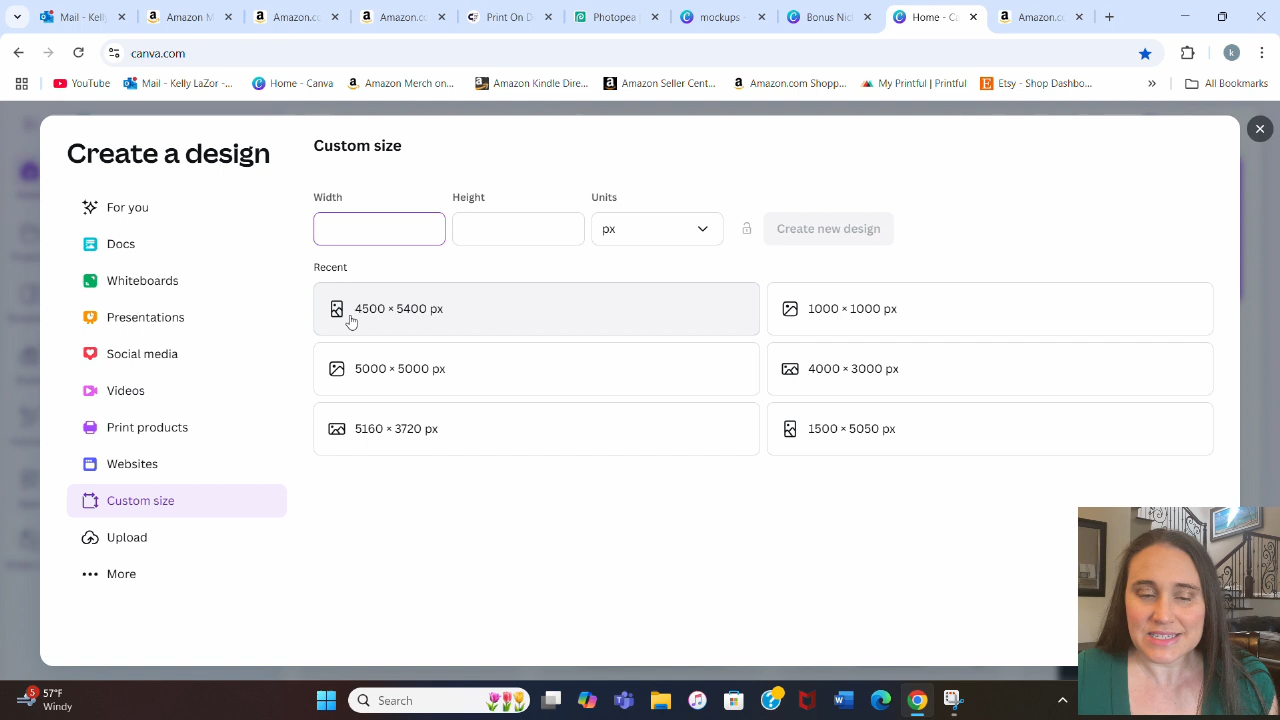 Mail - Kelly
Amazon M
Amazon.co
Amazon.co
Amazon.co
Print On D
Photopea
mockups
Bonus Nic
Home - Ca
Amazon.c
canva.com
k
YouTube
Mail - Kelly LaZor -...
Home - Canva
Amazon Merch on...
Amazon Kindle Dire...
Amazon Seller Cent...
Amazon.com Shopp...
My Printful | Printful
Etsy - Shop Dashbo...
All Bookmarks
Create a design
For you
Docs
Whiteboards
Presentations
Social media
Videos
Print products
Websites
Custom size
Upload
More
Custom size
Width
Height
Units
px
Create new design
Recent
4500 × 5400 px
1000 × 1000 px
5000 × 5000 px
4000 × 3000 px
5160 × 3720 px
1500 × 5050 px
5
57°F
Windy
Search